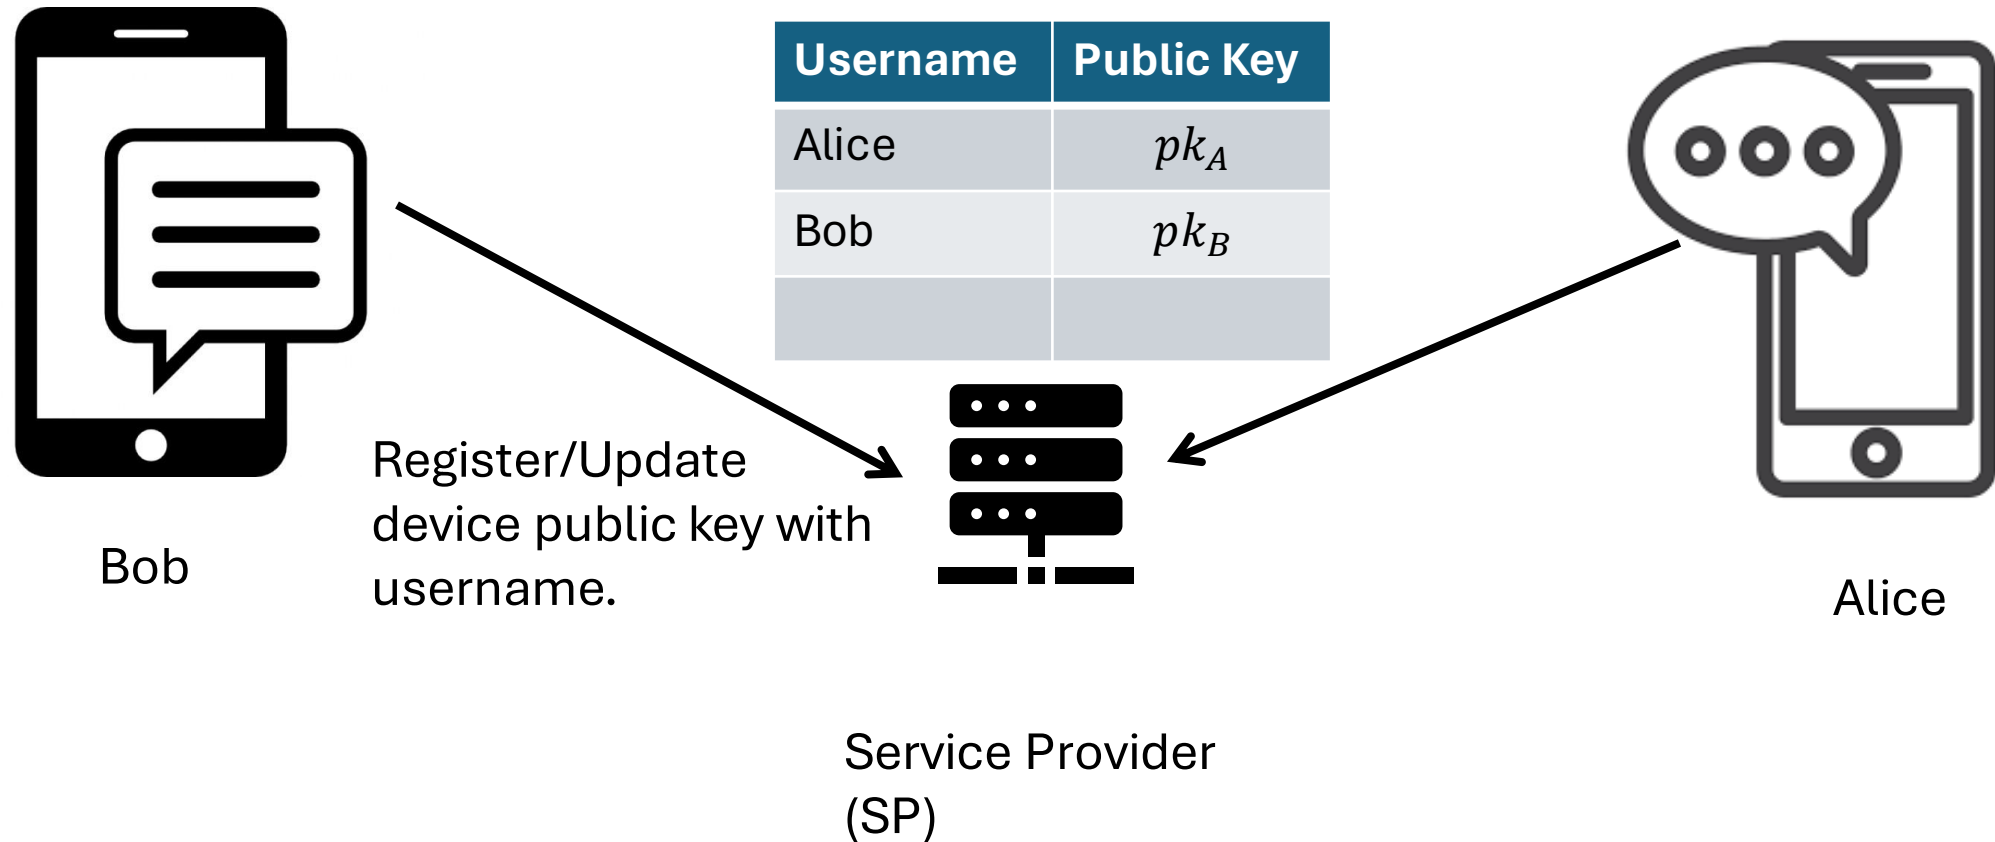 Username Public Key
Alice pk_A
Bob pk_B
Register/Update
device public key with
username.
Bob
Alice
Service Provider
(SP)